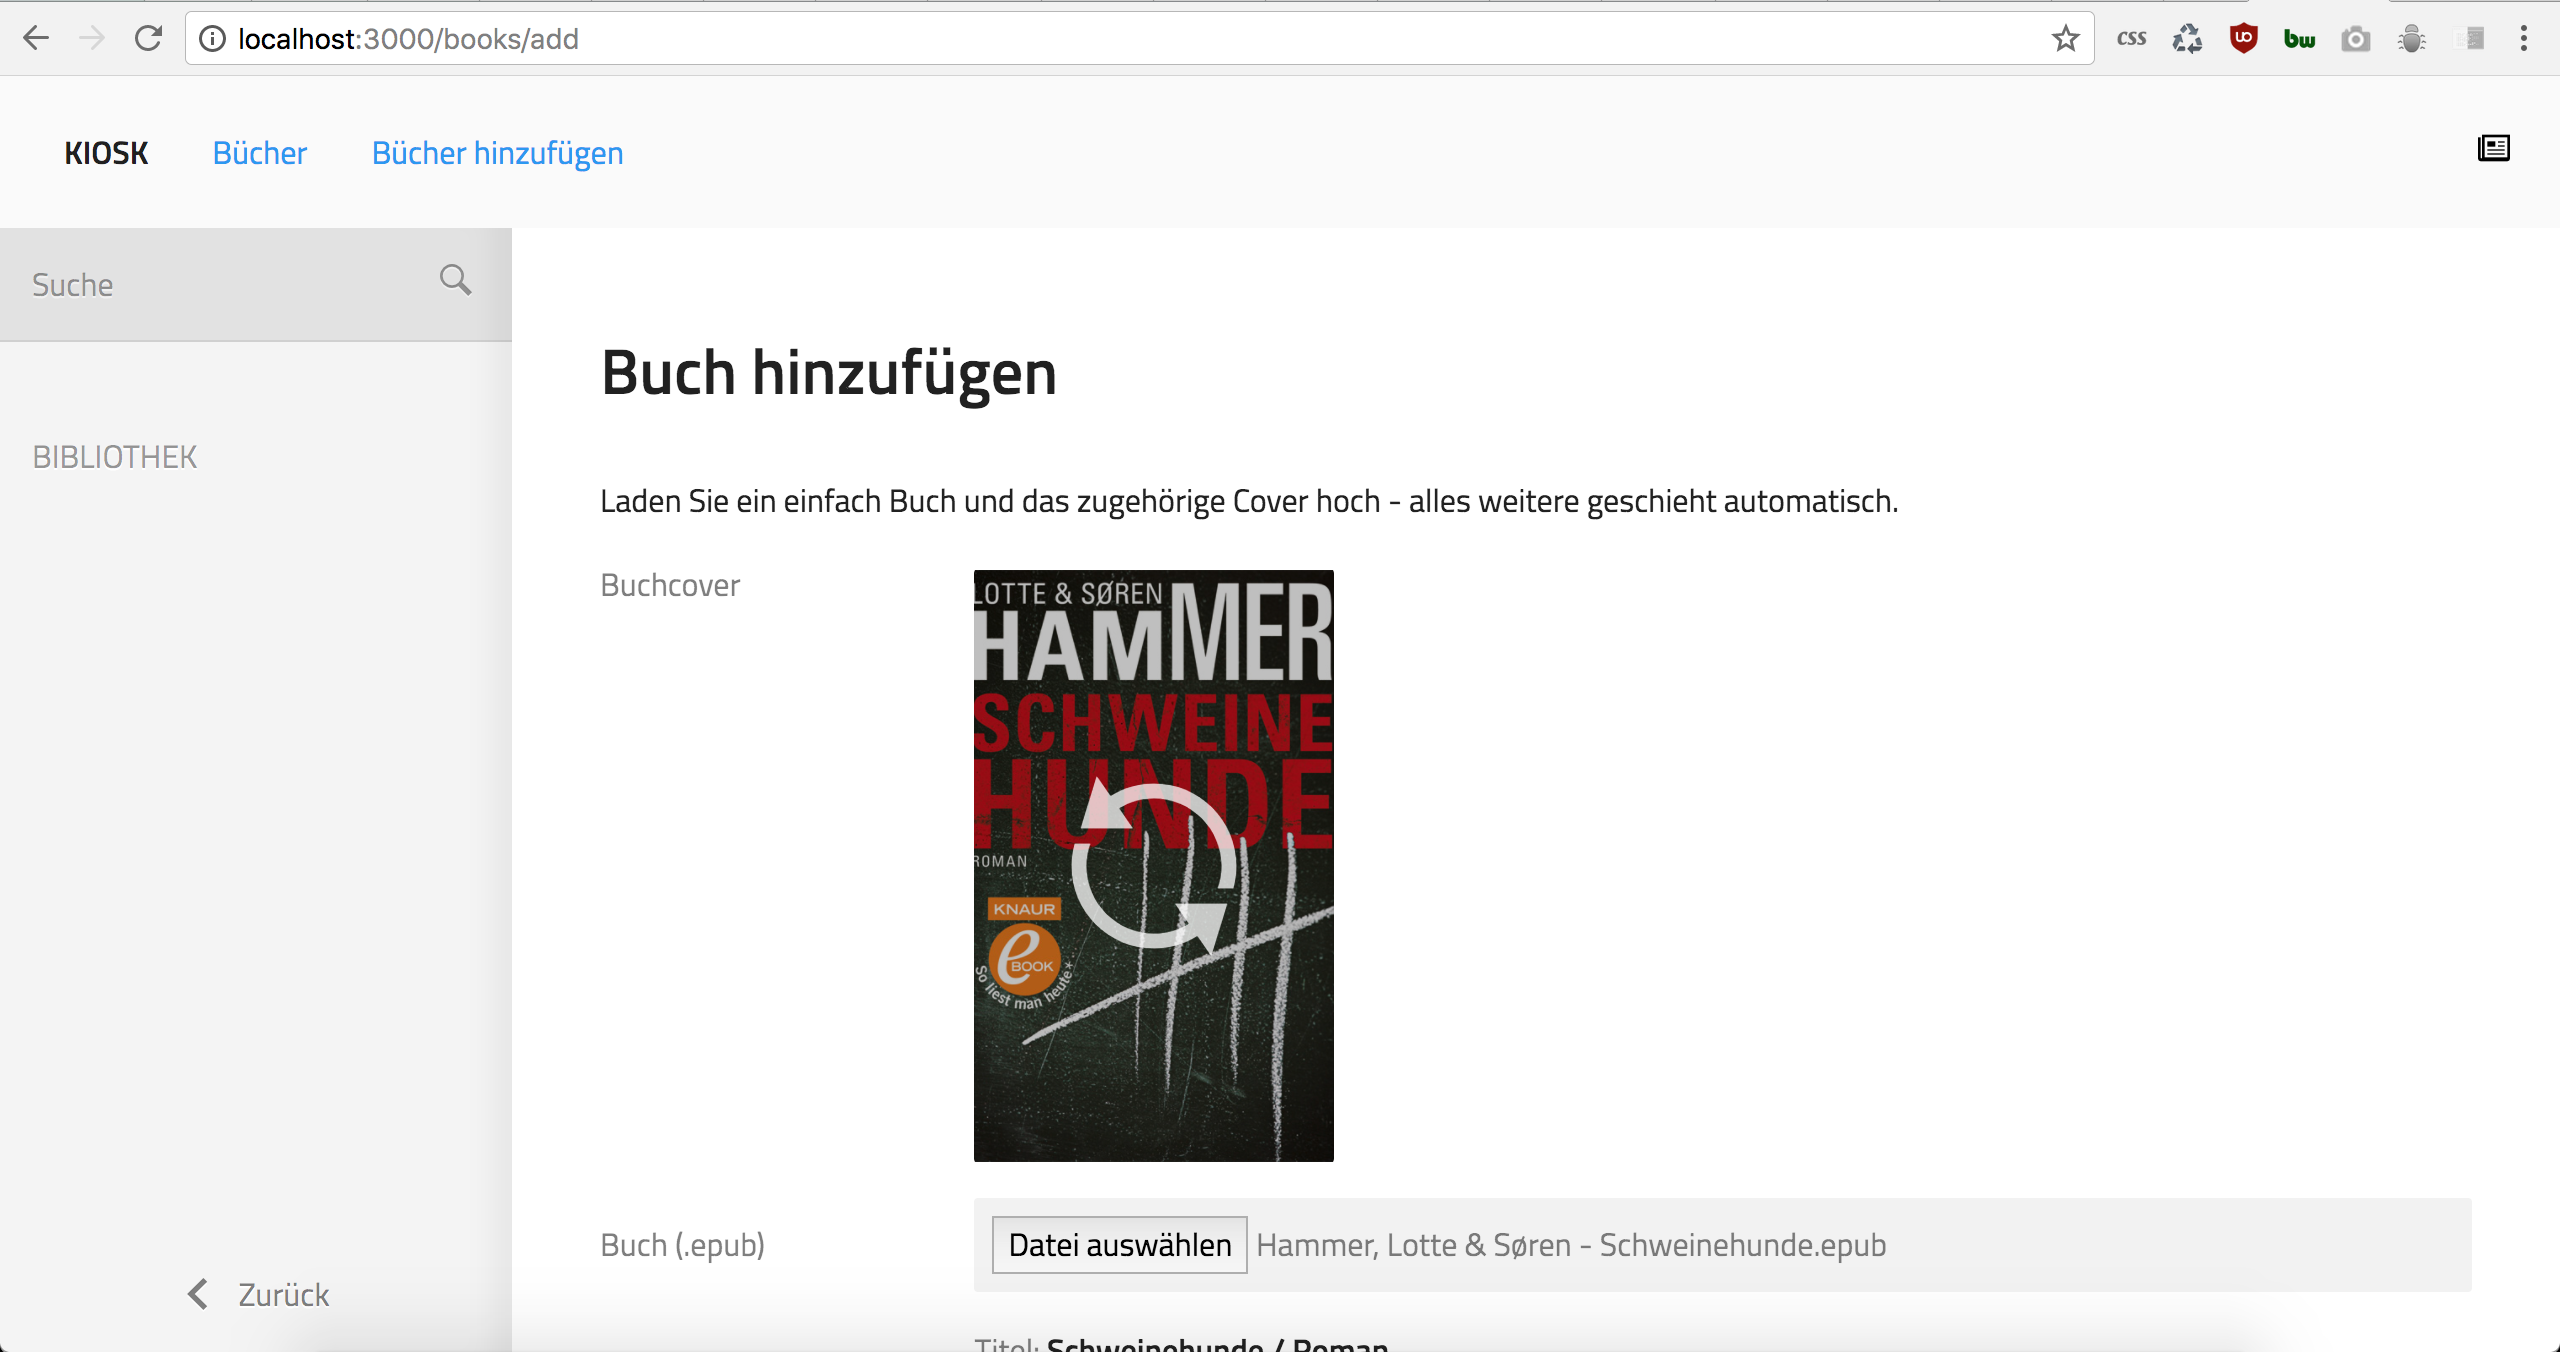 localhost:3000/books/add
css
uo
bw
KIOSK
Bücher
Bücher hinzufügen
Suche
BIBLIOTHEK
Buch hinzufügen
Laden Sie ein einfach Buch und das zugehörige Cover hoch - alles weitere geschieht automatisch.
Buchcover
LOTTE & SØREN
HAMMER
SCHWEINE
HUNDE
ROMAN
KNAUR
e
BOOK
So liest man heute*
Buch (.epub)
Datei auswählen Hammer, Lotte & Søren - Schweinehunde.epub
Zurück
Titel: Schweinehunde / Roman